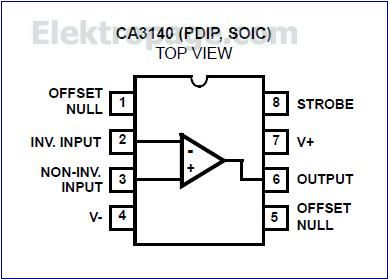 Elektropage.com
CA3140 (PDIP, SOIC)
TOP VIEW
OFFSET
NULL
1
INV. INPUT
2
NON-INV.
INPUT
3
V-
4
-
+
8
STROBE
7
V+
6
OUTPUT
5
OFFSET
NULL